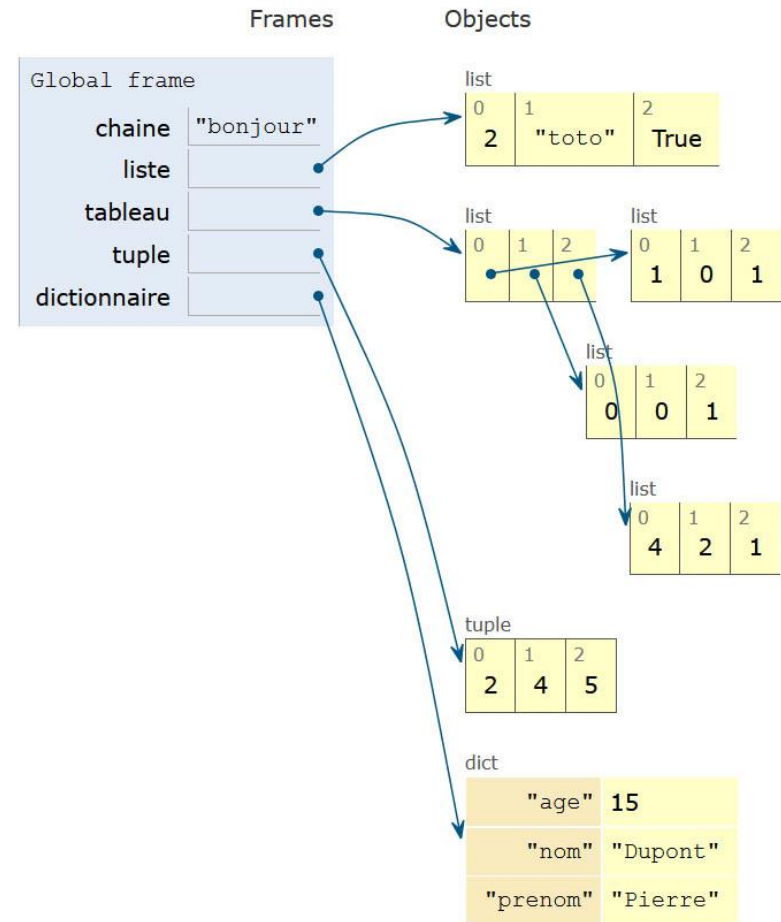 Frames Objects
Global frame
chaine "bonjour"
liste
tableau
tuple
dictionnaire
list
0 1 2
2 "toto" True
list
0 1 2
list
0 1 2
1 0 1
list
0 1 2
0 0 1
list
0 1 2
4 2 1
tuple
0 1 2
2 4 5
dict
"age" 15
"nom" "Dupont"
"prenom" "Pierre"